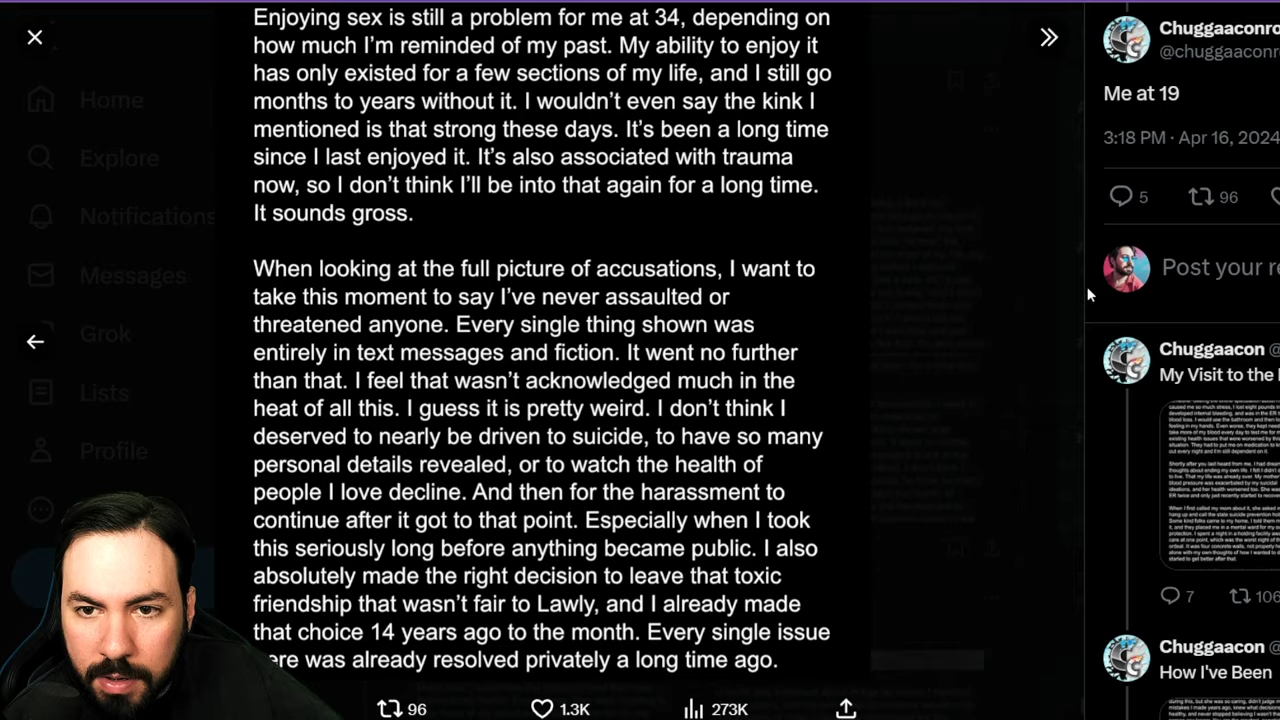 Enjoying sex is still a problem for me at 34, depending on
how much I'm reminded of my past. My ability to enjoy it
has only existed for a few sections of my life, and I still go
months to years without it. I wouldn't even say the kink I
mentioned is that strong these days. It's been a long time
since I last enjoyed it. It's also associated with trauma
now, so I don't think I'll be into that again for a long time.
It sounds gross.
When looking at the full picture of accusations, I want to
take this moment to say I've never assaulted or
threatened anyone. Every single thing shown was
entirely in text messages and fiction. It went no further
than that. I feel that wasn't acknowledged much in the
heat of all this. I guess it is pretty weird. I don't think I
deserved to nearly be driven to suicide, to have so many
personal details revealed, or to watch the health of
people I love decline. And then for the harassment to
continue after it got to that point. Especially when I took
this seriously long before anything became public. I also
absolutely made the right decision to leave that toxic
friendship that wasn't fair to Lawly, and I already made
that choice 14 years ago to the month. Every single issue
ere was already resolved privately a long time ago.
96
1.3K
273K
Home
Explore
Notifications
Messages
Grok
Lists
Profile
Chuggaaconro
@chuggaaconr
Me at 19
3:18 PM · Apr 16, 2024
5
96
Post your re
Chuggaacon @
My Visit to the
7
106
Chuggaacon @
How I've Been